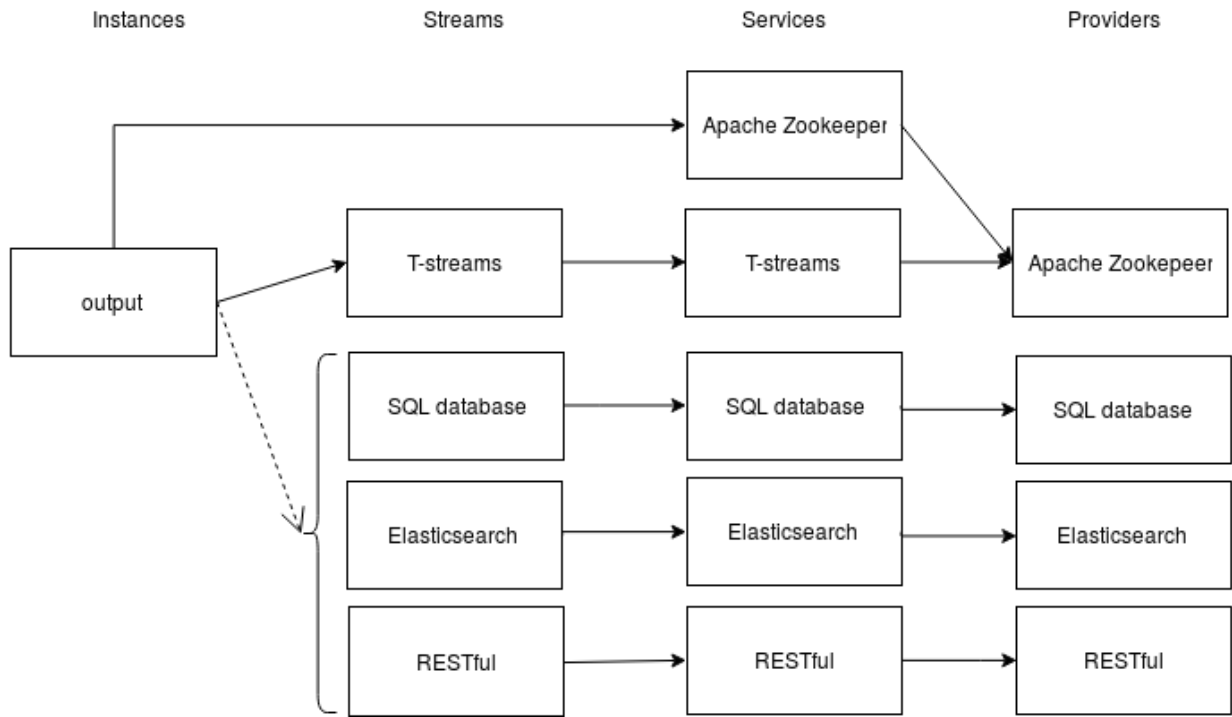 Instances
Streams
Services
Providers
Apache Zookeeper
output
T-streams
T-streams
Apache Zookepeer
SQL database
SQL database
SQL database
Elasticsearch
Elasticsearch
Elasticsearch
RESTful
RESTful
RESTful